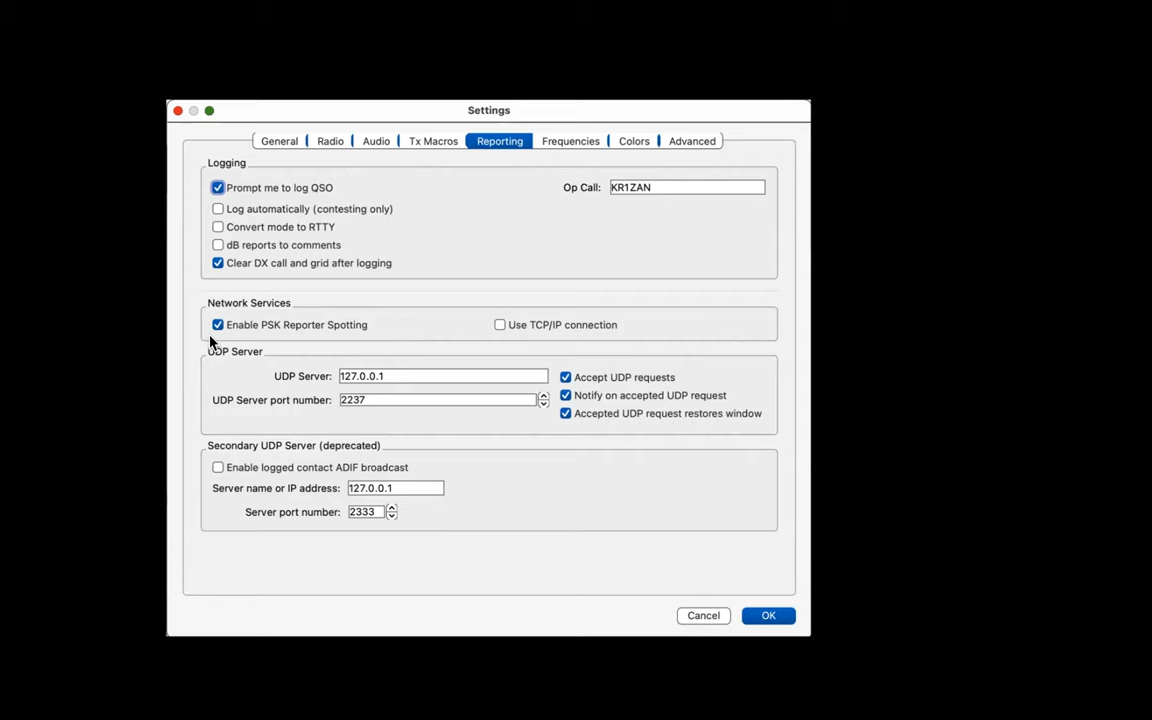 Settings
General Radio Audio Tx Macros Reporting Frequencies Colors Advanced
Logging
Prompt me to log QSO Op Call: KR1ZAN
Log automatically (contesting only)
Convert mode to RTTY
dB reports to comments
Clear DX call and grid after logging
Network Services
Enable PSK Reporter Spotting Use TCP/IP connection
UDP Server
UDP Server: 127.0.0.1 Accept UDP requests
Notify on accepted UDP request
UDP Server port number: 2237
Accepted UDP request restores window
Secondary UDP Server (deprecated)
Enable logged contact ADIF broadcast
Server name or IP address: 127.0.0.1
Server port number: 2333
Cancel OK